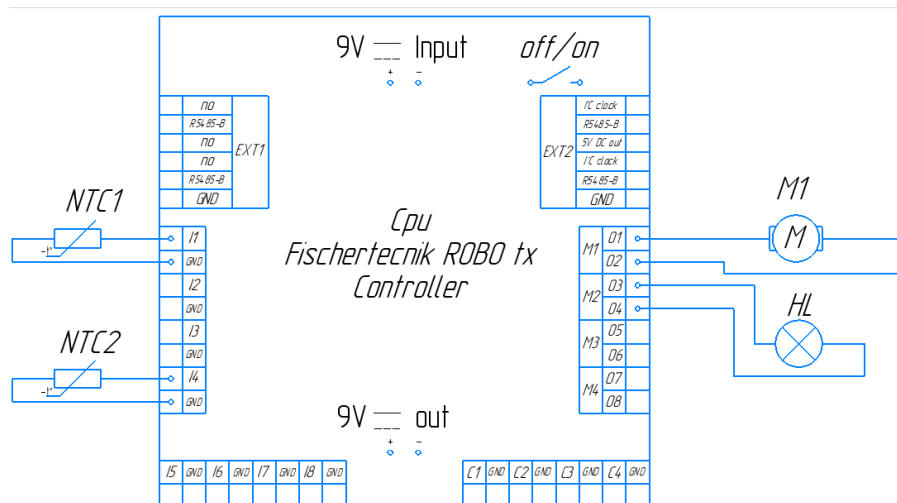 9V Input off/on
+ -
no
RS485-B
no
no
RS485-B
GND
EXT1
EXT2
I²C clock
RS485-B
5V DC out
I²C clock
RS485-B
GND
NTC1
-t°
I1
GND
I2
GND
I3
GND
I4
GND
NTC2
-t°
Cpu
Fischertecnik ROBO tx
Controller
M1
M2
M3
M4
O1
O2
O3
O4
O5
O6
O7
O8
M1
M
HL
9V out
+ -
I5 GND I6 GND I7 GND I8 GND
C1 GND C2 GND C3 GND C4 GND